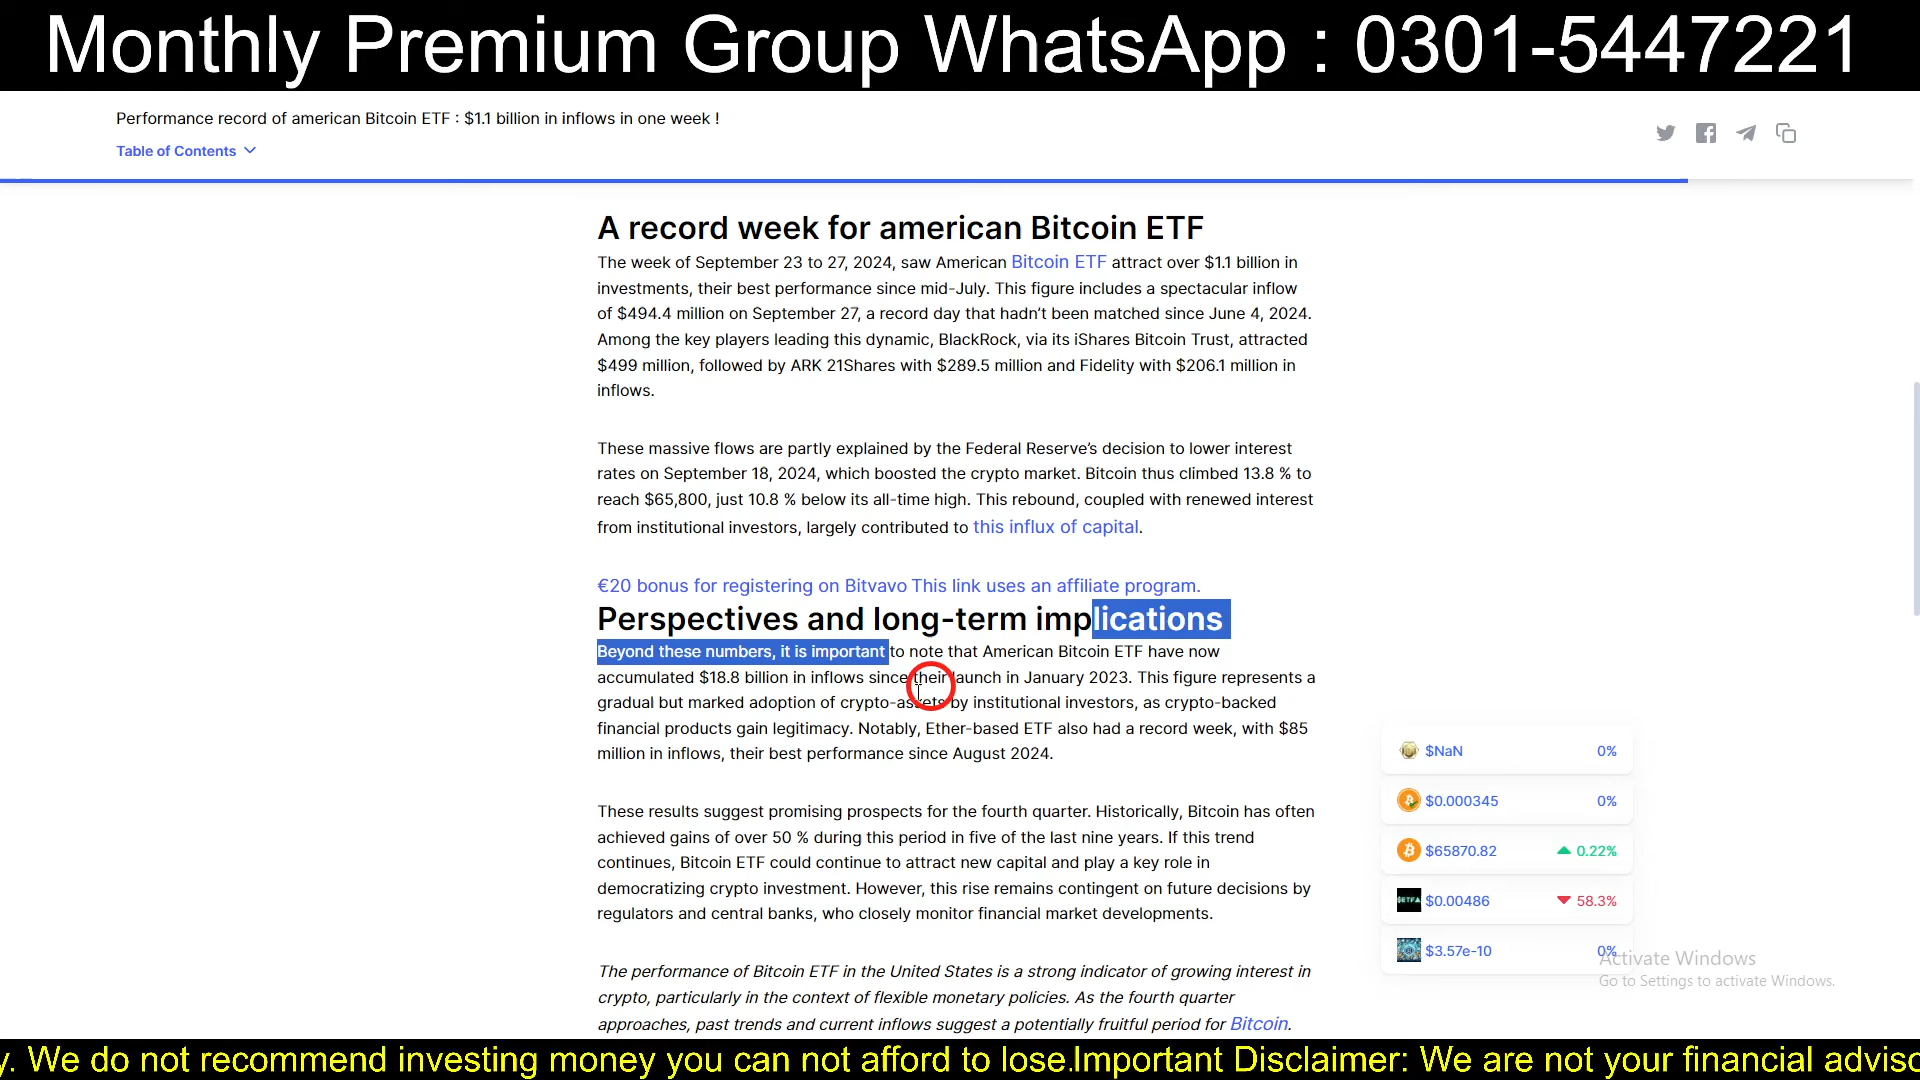 Monthly Premium Group WhatsApp : 0301-5447221
Performance record of american Bitcoin ETF : $1.1 billion in inflows in one week !
Table of Contents
A record week for american Bitcoin ETF
The week of September 23 to 27, 2024, saw American Bitcoin ETF attract over $1.1 billion in
investments, their best performance since mid-July. This figure includes a spectacular inflow
of $494.4 million on September 27, a record day that hadn't been matched since June 4, 2024.
Among the key players leading this dynamic, BlackRock, via its iShares Bitcoin Trust, attracted
$499 million, followed by ARK 21Shares with $289.5 million and Fidelity with $206.1 million in
inflows.
These massive flows are partly explained by the Federal Reserve's decision to lower interest
rates on September 18, 2024, which boosted the crypto market. Bitcoin thus climbed 13.8 % to
reach $65,800, just 10.8 % below its all-time high. This rebound, coupled with renewed interest
from institutional investors, largely contributed to this influx of capital.
€20 bonus for registering on Bitvavo This link uses an affiliate program.
Perspectives and long-term implications
Beyond these numbers, it is important to note that American Bitcoin ETF have now
accumulated $18.8 billion in inflows since their launch in January 2023. This figure represents a
gradual but marked adoption of crypto-assets by institutional investors, as crypto-backed
financial products gain legitimacy. Notably, Ether-based ETF also had a record week, with $85
million in inflows, their best performance since August 2024.
These results suggest promising prospects for the fourth quarter. Historically, Bitcoin has often
achieved gains of over 50 % during this period in five of the last nine years. If this trend
continues, Bitcoin ETF could continue to attract new capital and play a key role in
democratizing crypto investment. However, this rise remains contingent on future decisions by
regulators and central banks, who closely monitor financial market developments.
The performance of Bitcoin ETF in the United States is a strong indicator of growing interest in
crypto, particularly in the context of flexible monetary policies. As the fourth quarter
approaches, past trends and current inflows suggest a potentially fruitful period for Bitcoin.
$NaN 0%
$0.000345 0%
$65870.82 0.22%
$ETFA $0.00486 58.3%
$3.57e-10 0%
Activate Windows
Go to Settings to activate Windows.
y. We do not recommend investing money you can not afford to lose.Important Disclaimer: We are not your financial adviso